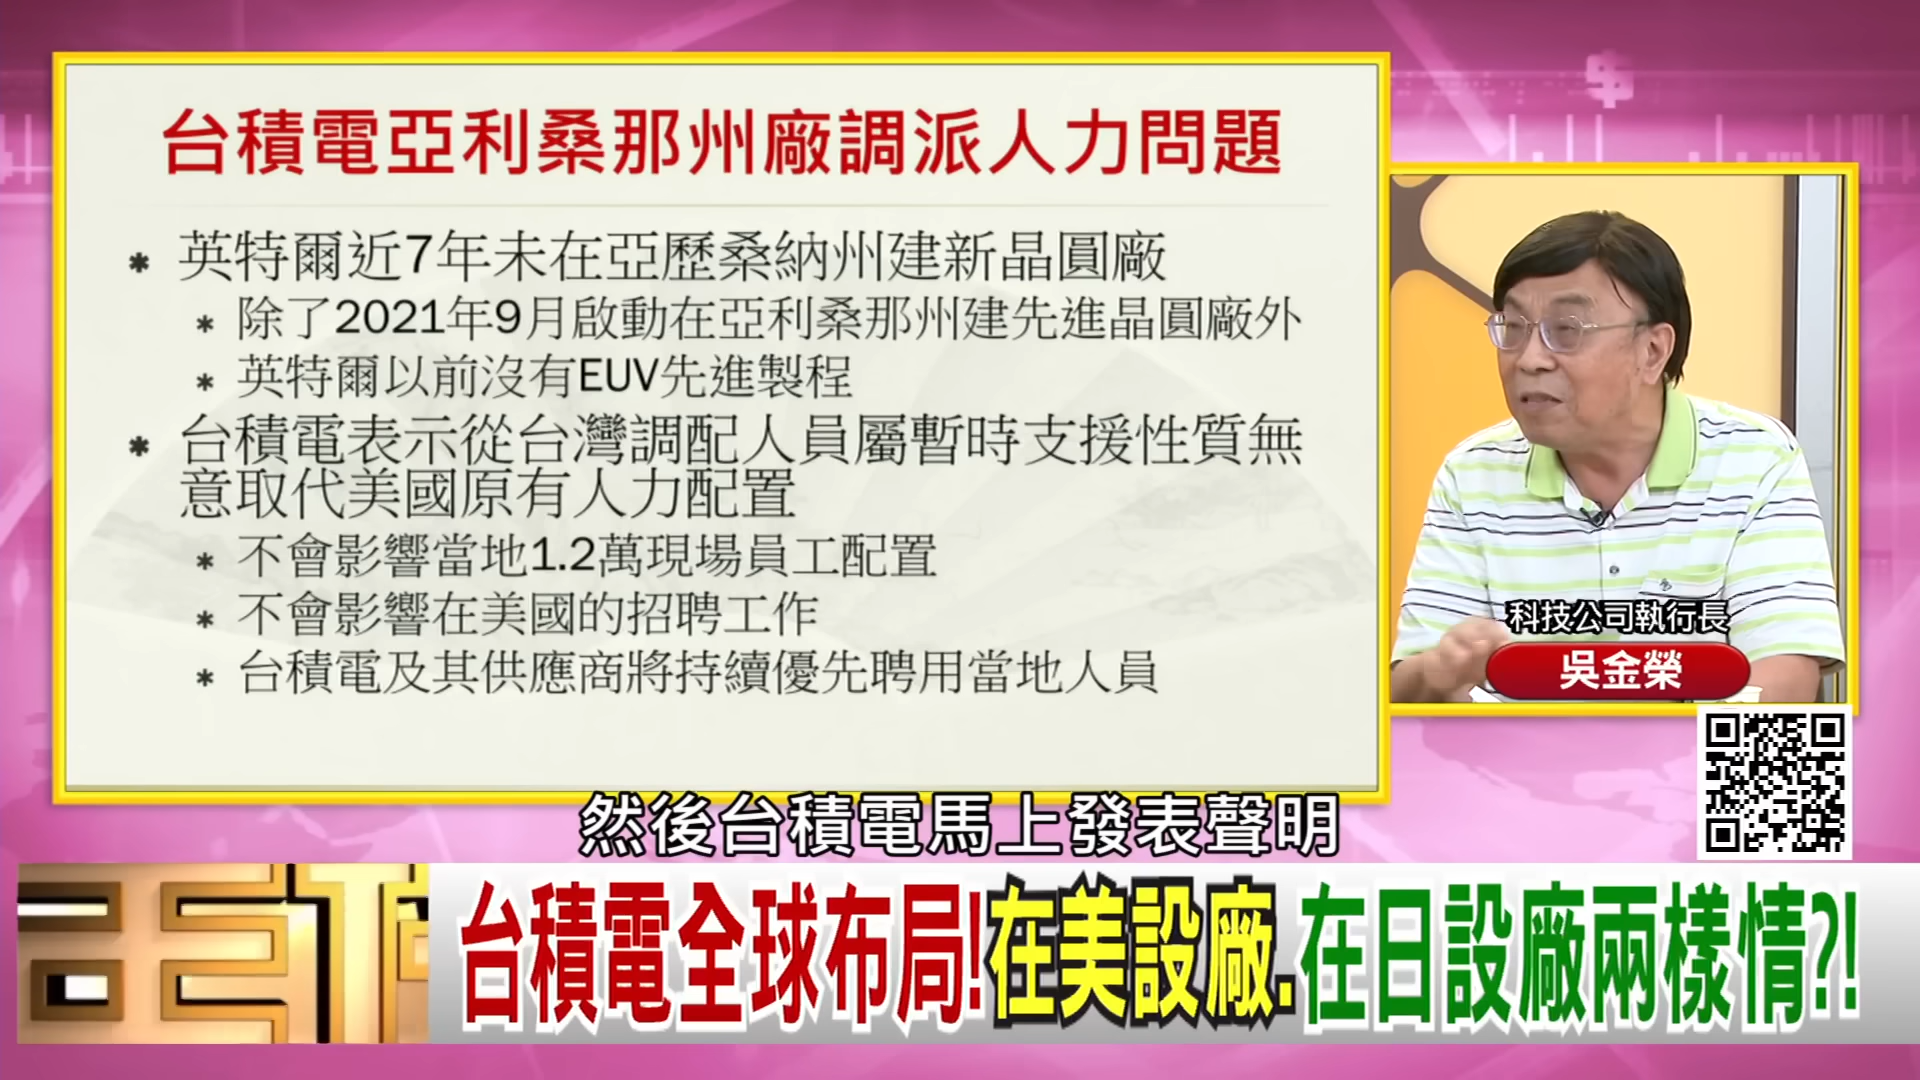 台積電亞利桑那州廠調派人力問題
* 英特爾近7年未在亞歷桑納州建新晶圓廠
* 除了2021年9月啟動在亞利桑那州建先進晶圓廠外
* 英特爾以前沒有EUV先進製程
* 台積電表示從台灣調配人員屬暫時支援性質無
意取代美國原有人力配置
* 不會影響當地1.2萬現場員工配置
* 不會影響在美國的招聘工作
* 台積電及其供應商將持續優先聘用當地人員
科技公司執行長
吳金榮
然後台積電馬上發表聲明
台積電全球布局!在美設廠.在日設廠兩樣情?!